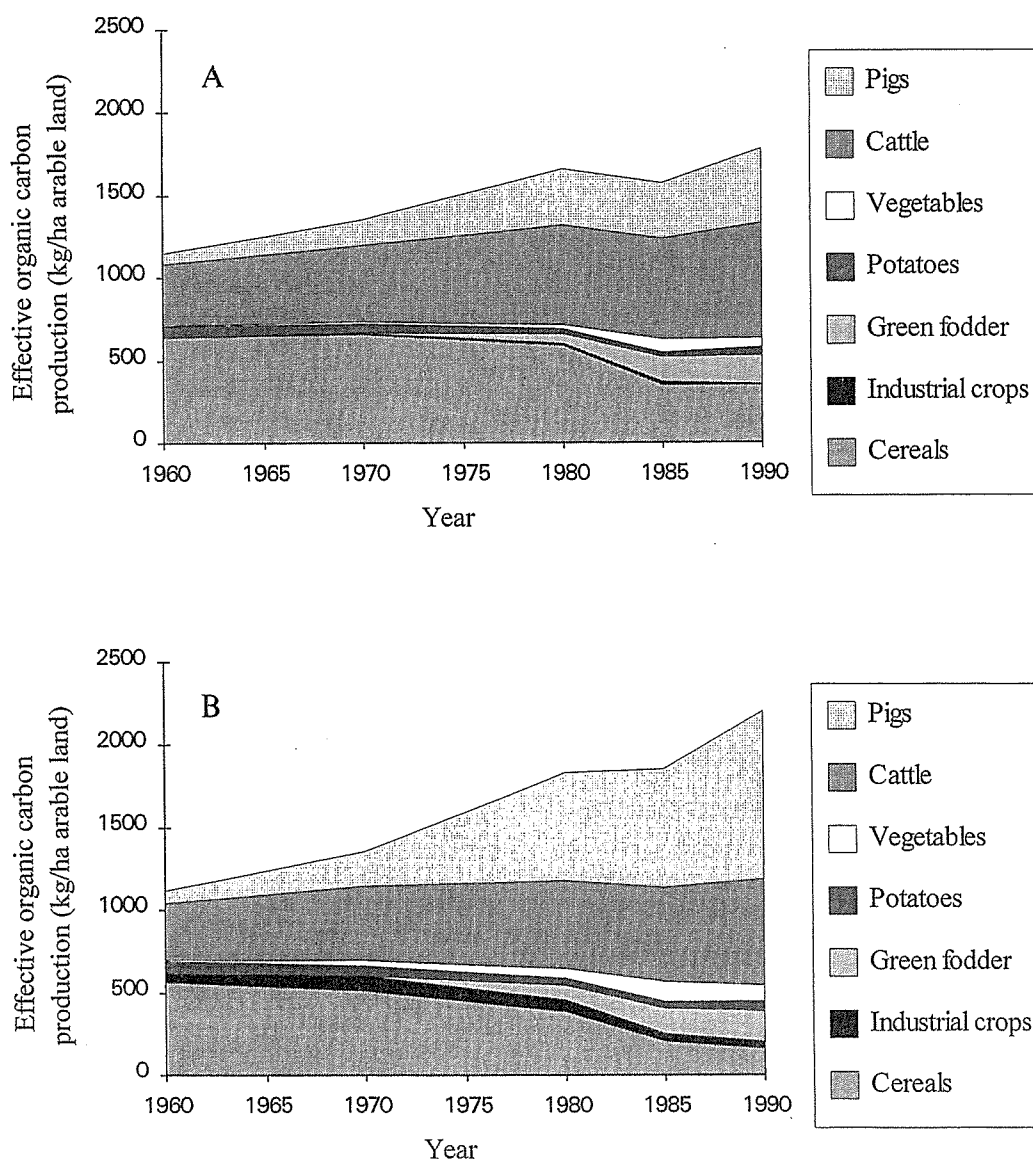 A
Effective organic carbon
production (kg/ha arable land)
2500
2000
1500
1000
500
0
1960 1965 1970 1975 1980 1985 1990
Year
Pigs
Cattle
Vegetables
Potatoes
Green fodder
Industrial crops
Cereals
B
Effective organic carbon
production (kg/ha arable land)
2500
2000
1500
1000
500
0
1960 1965 1970 1975 1980 1985 1990
Year
Pigs
Cattle
Vegetables
Potatoes
Green fodder
Industrial crops
Cereals